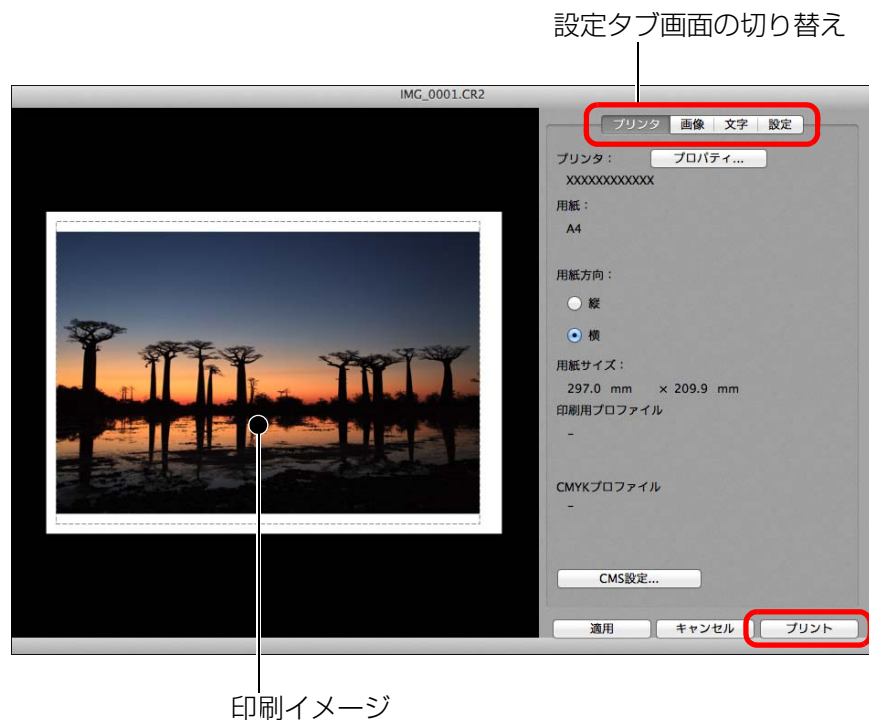 設定タブ画面の切り替え
IMG_0001.CR2
プリンタ 画像 文字 設定
プリンタ： プロパティ...
XXXXXXXXXXXX
用紙：
A4
用紙方向：
縦
横
用紙サイズ：
297.0 mm × 209.9 mm
印刷用プロファイル
-
CMYKプロファイル
-
CMS設定...
適用 キャンセル プリント
印刷イメージ